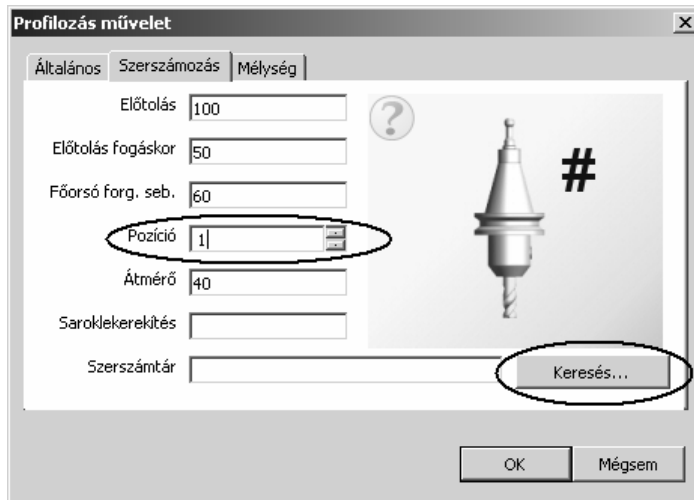 Profilozás művelet
Általános Szerszámozás Mélység
Előtolás 100
Előtolás fogáskor 50
Főorsó forg. seb. 60
Pozíció 1
Átmérő 40
Saroklekerekítés
Szerszámtár Keresés...
? #
OK Mégsem